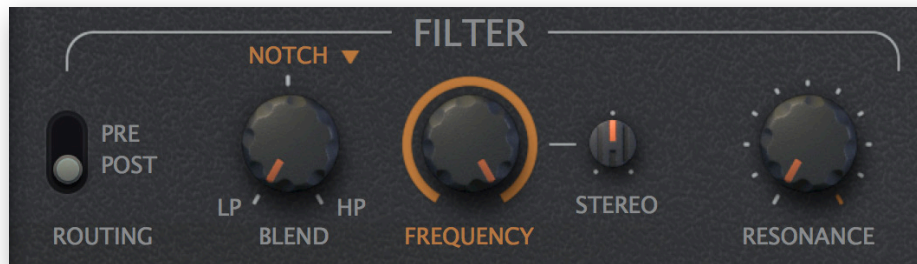 FILTER
NOTCH
PRE
POST
LP
HP
ROUTING
BLEND
FREQUENCY
STEREO
RESONANCE